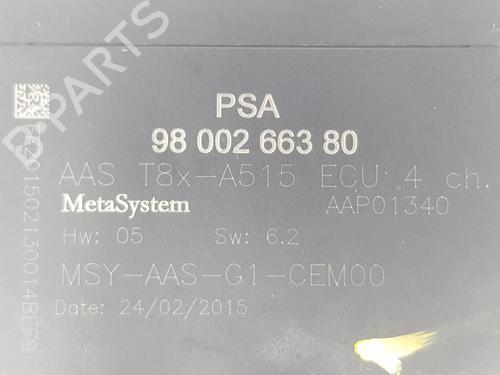 PSA
98 002 663 80
AAS T8x-A515 ECU 4 ch.
MetaSystem AAP01340
Hw: 05 Sw: 6.2
MSY-AAS-G1-CEM00
Date: 24/02/2015
B-PARTS